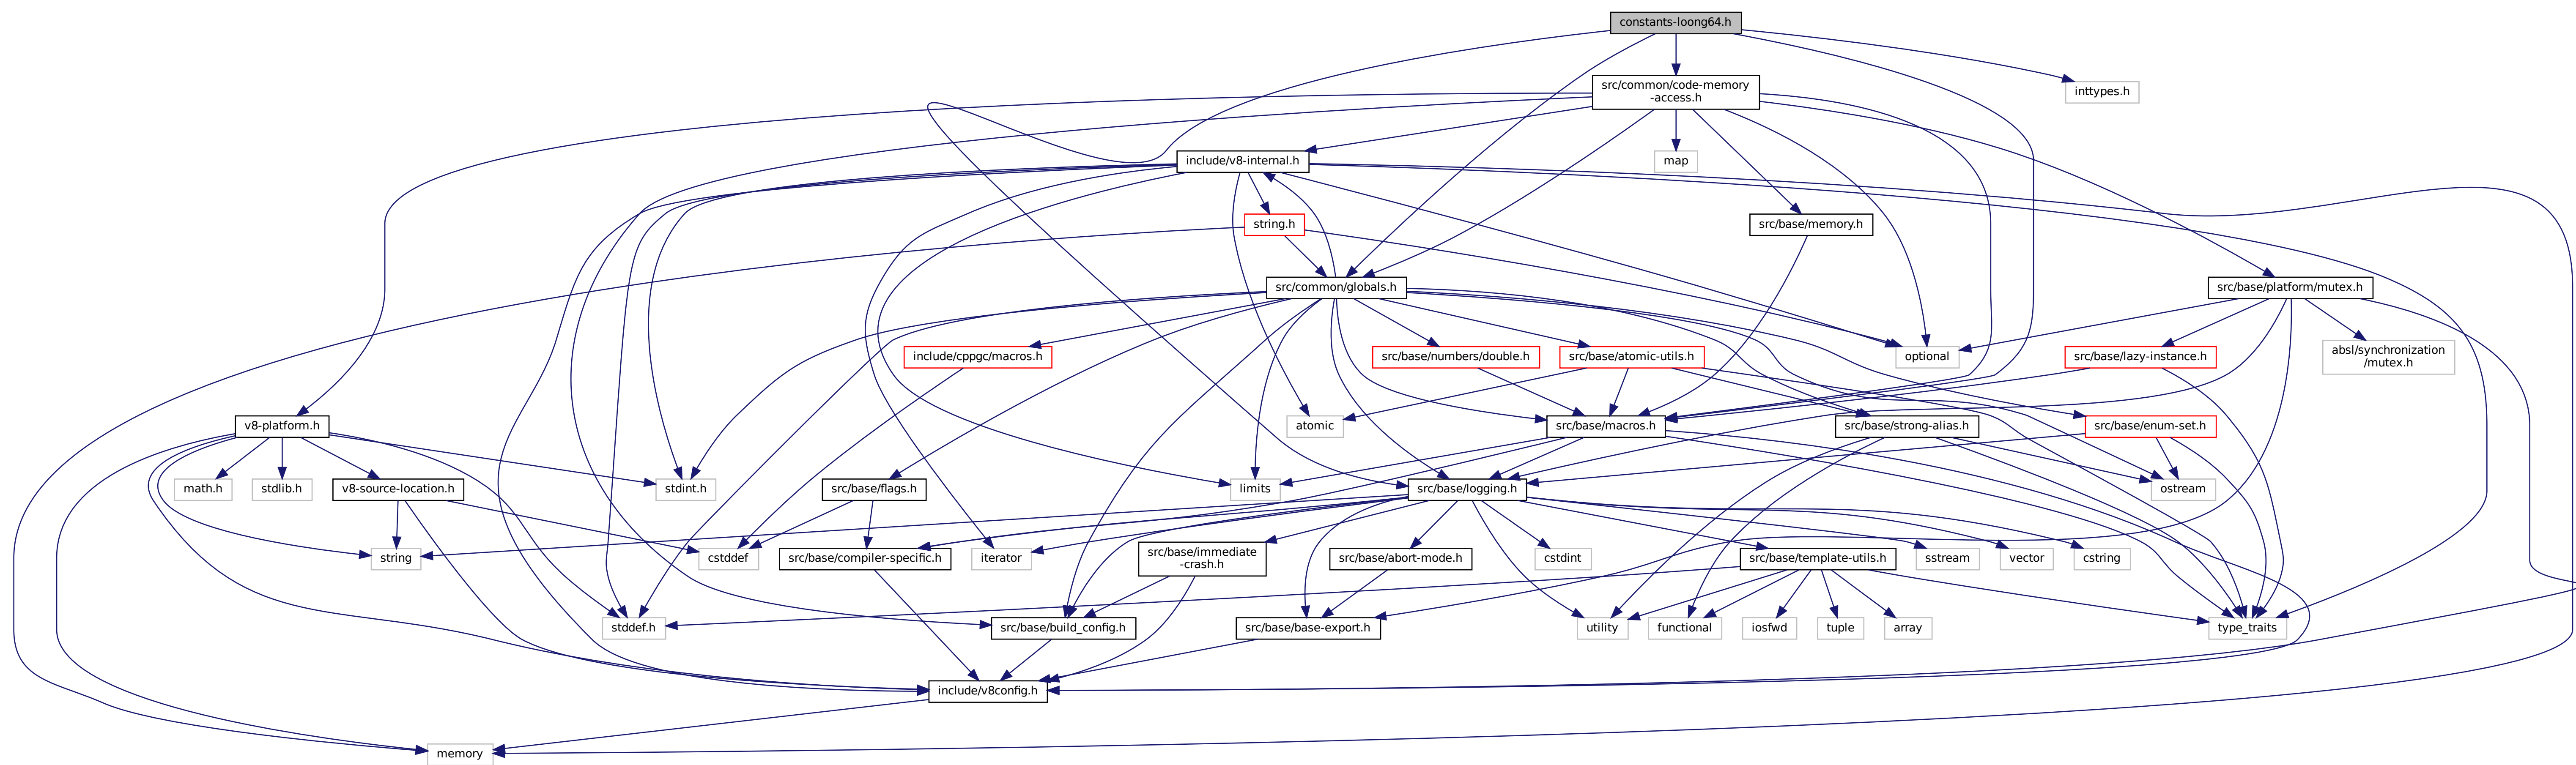 constants-loong64.h
src/common/code-memory
-access.h
inttypes.h
include/v8-internal.h
map
string.h
src/base/memory.h
src/common/globals.h
src/base/platform/mutex.h
include/cppgc/macros.h
src/base/numbers/double.h
src/base/atomic-utils.h
optional
src/base/lazy-instance.h
absl/synchronization
/mutex.h
v8-platform.h
atomic
src/base/macros.h
src/base/strong-alias.h
src/base/enum-set.h
math.h
stdlib.h
v8-source-location.h
stdint.h
src/base/flags.h
limits
src/base/logging.h
ostream
string
cstddef
src/base/compiler-specific.h
iterator
src/base/immediate
-crash.h
src/base/abort-mode.h
cstdint
src/base/template-utils.h
sstream
vector
cstring
stddef.h
src/base/build_config.h
src/base/base-export.h
utility
functional
iosfwd
tuple
array
type_traits
include/v8config.h
memory